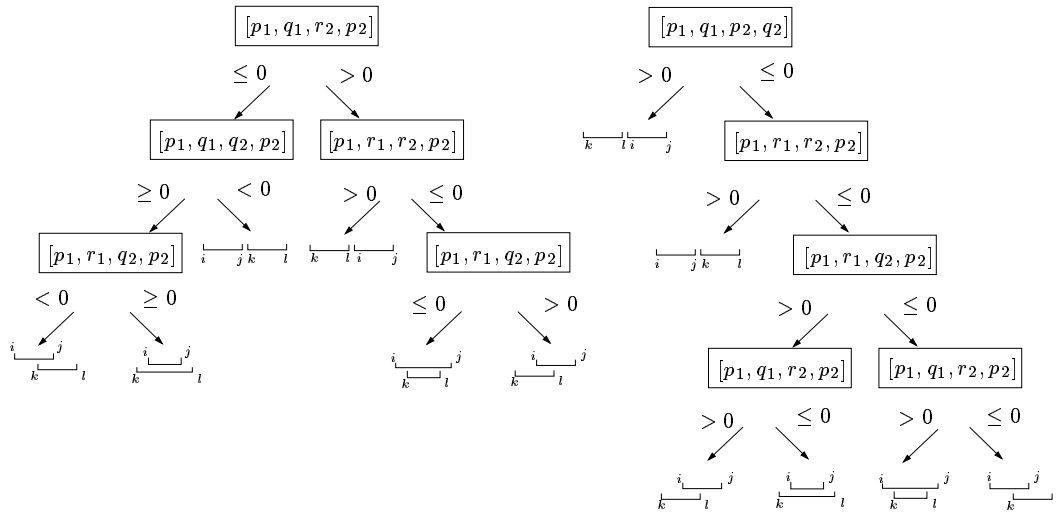 [p₁, q₁, r₂, p₂]
≤ 0 > 0
[p₁, q₁, q₂, p₂] [p₁, r₁, r₂, p₂]
≥ 0 < 0 > 0 ≤ 0
[p₁, r₁, q₂, p₂] i j k l k l i j [p₁, r₁, q₂, p₂]
< 0 ≥ 0 ≤ 0 > 0
i j k l
i j k l
i j k l
i j k l
[p₁, q₁, p₂, q₂]
> 0 ≤ 0
k l i j [p₁, r₁, r₂, p₂]
> 0 ≤ 0
i j k l [p₁, r₁, q₂, p₂]
> 0 ≤ 0
[p₁, q₁, r₂, p₂] [p₁, q₁, r₂, p₂]
> 0 ≤ 0 > 0 ≤ 0
i j k l
i j k l
i j k l
i j k